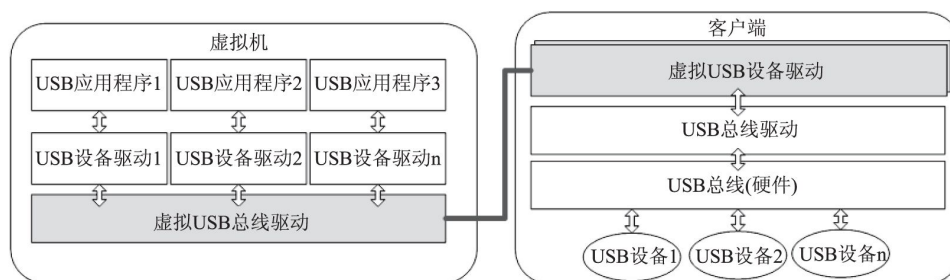 虚拟机
USB应用程序1
USB应用程序2
USB应用程序3
USB设备驱动1
USB设备驱动2
USB设备驱动n
虚拟USB总线驱动
客户端
虚拟USB设备驱动
USB总线驱动
USB总线(硬件)
USB设备1
USB设备2
USB设备n